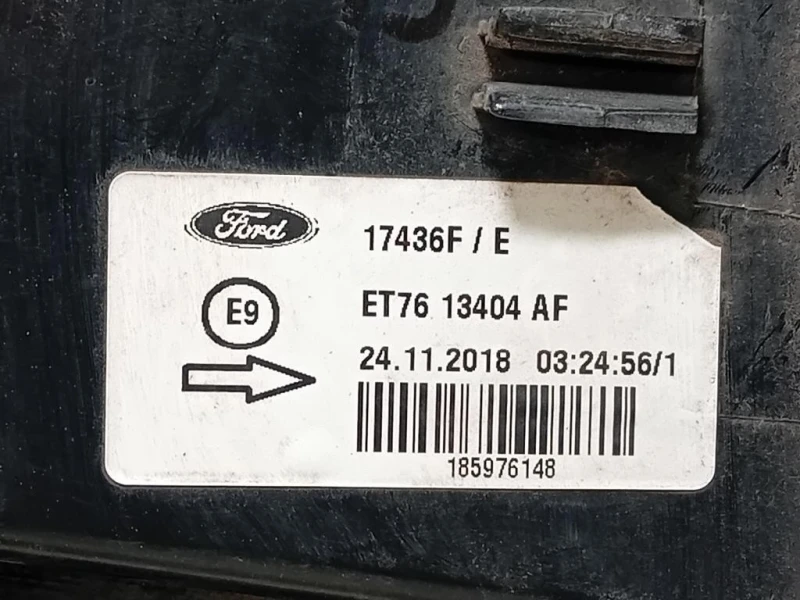 Ford
17436F / E
E9
ET76 13404 AF
24.11.2018 03:24:56/1
185976148